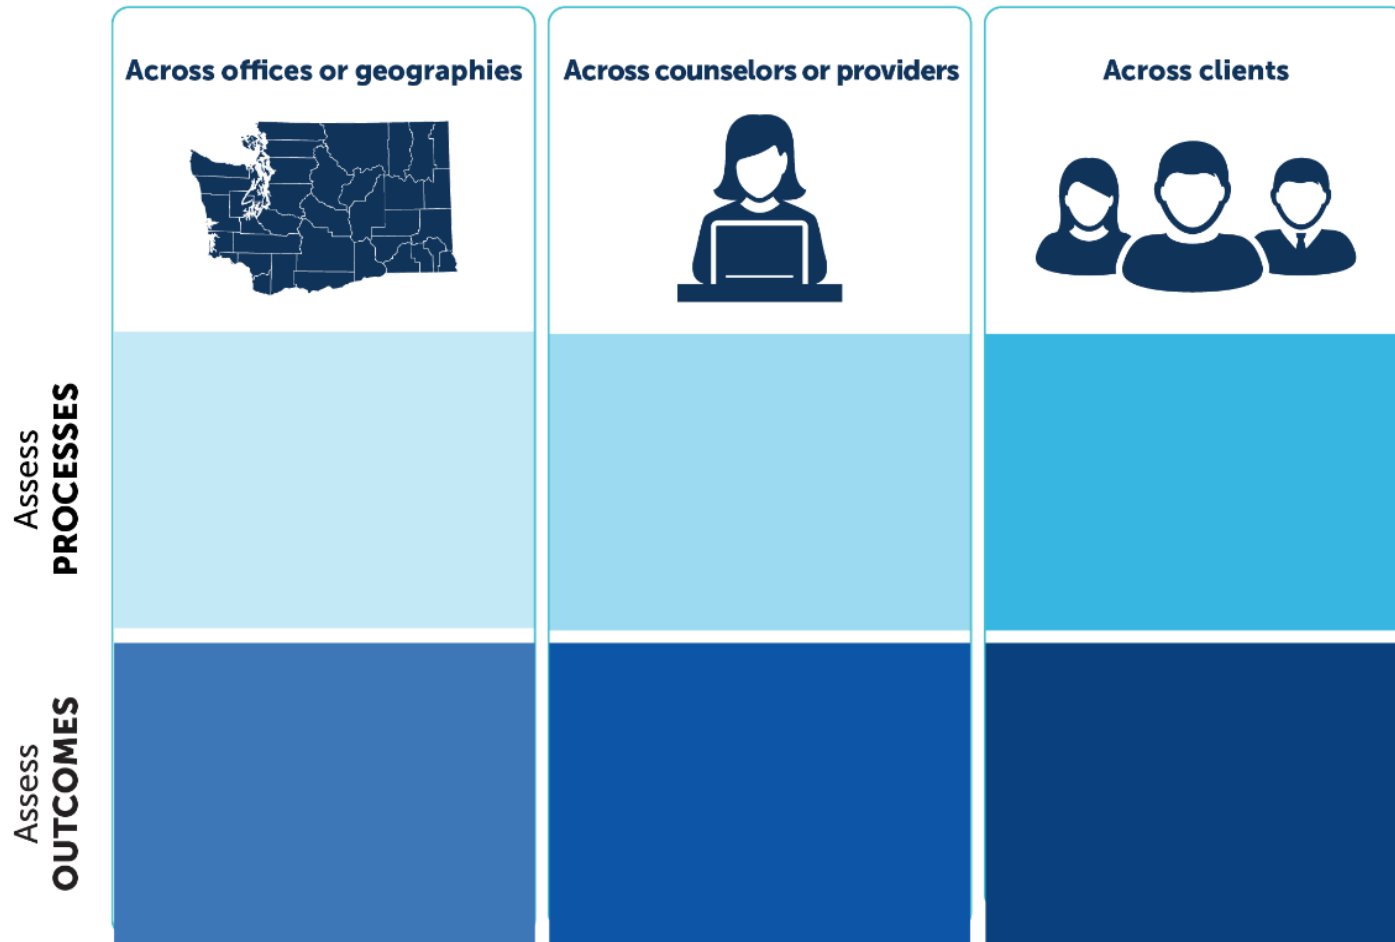 Across offices or geographies
Across counselors or providers
Across clients
Assess
PROCESSES
Assess
OUTCOMES